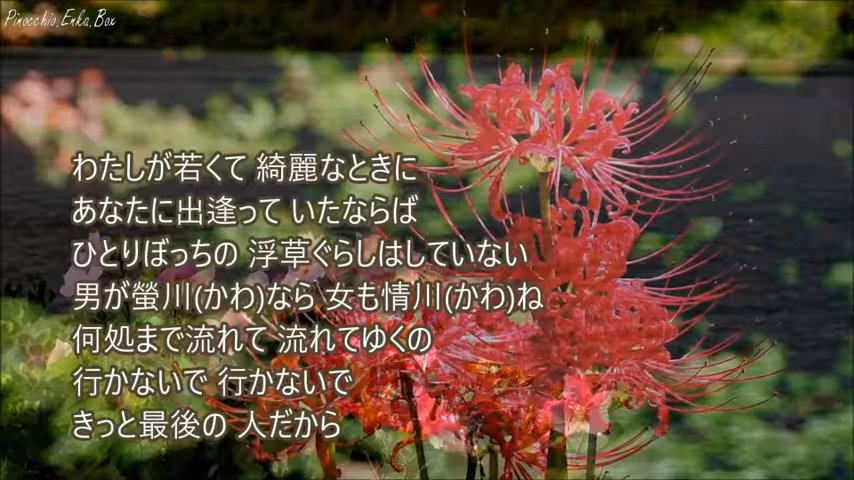 Pinocchio.Enka.Box
わたしが若くて 綺麗なときに
あなたに出逢って いたならば
ひとりぼっちの 浮草ぐらしはしていない
男が螢川(かわ)なら 女も情川(かわ)ね
何処まで流れて 流れてゆくの
行かないで 行かないで
きっと最後の 人だから